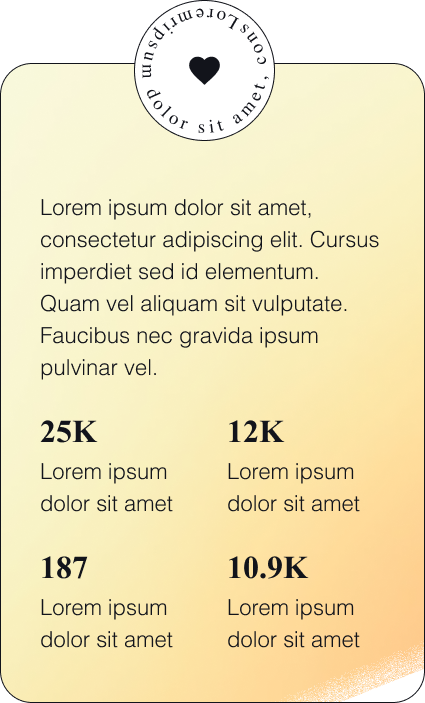 Loremripsum dolor sit amet, cons
Lorem ipsum dolor sit amet,
consectetur adipiscing elit. Cursus
imperdiet sed id elementum.
Quam vel aliquam sit vulputate.
Faucibus nec gravida ipsum
pulvinar vel.
25K
Lorem ipsum
dolor sit amet
12K
Lorem ipsum
dolor sit amet
187
Lorem ipsum
dolor sit amet
10.9K
Lorem ipsum
dolor sit amet